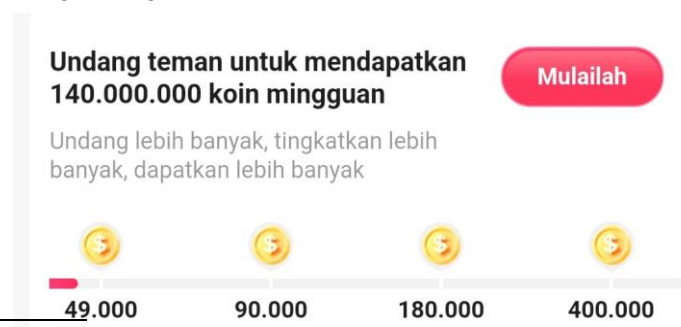 Undang teman untuk mendapatkan
140.000.000 koin mingguan
Mulailah
Undang lebih banyak, tingkatkan lebih
banyak, dapatkan lebih banyak
$ $ $ $
49.000 90.000 180.000 400.000